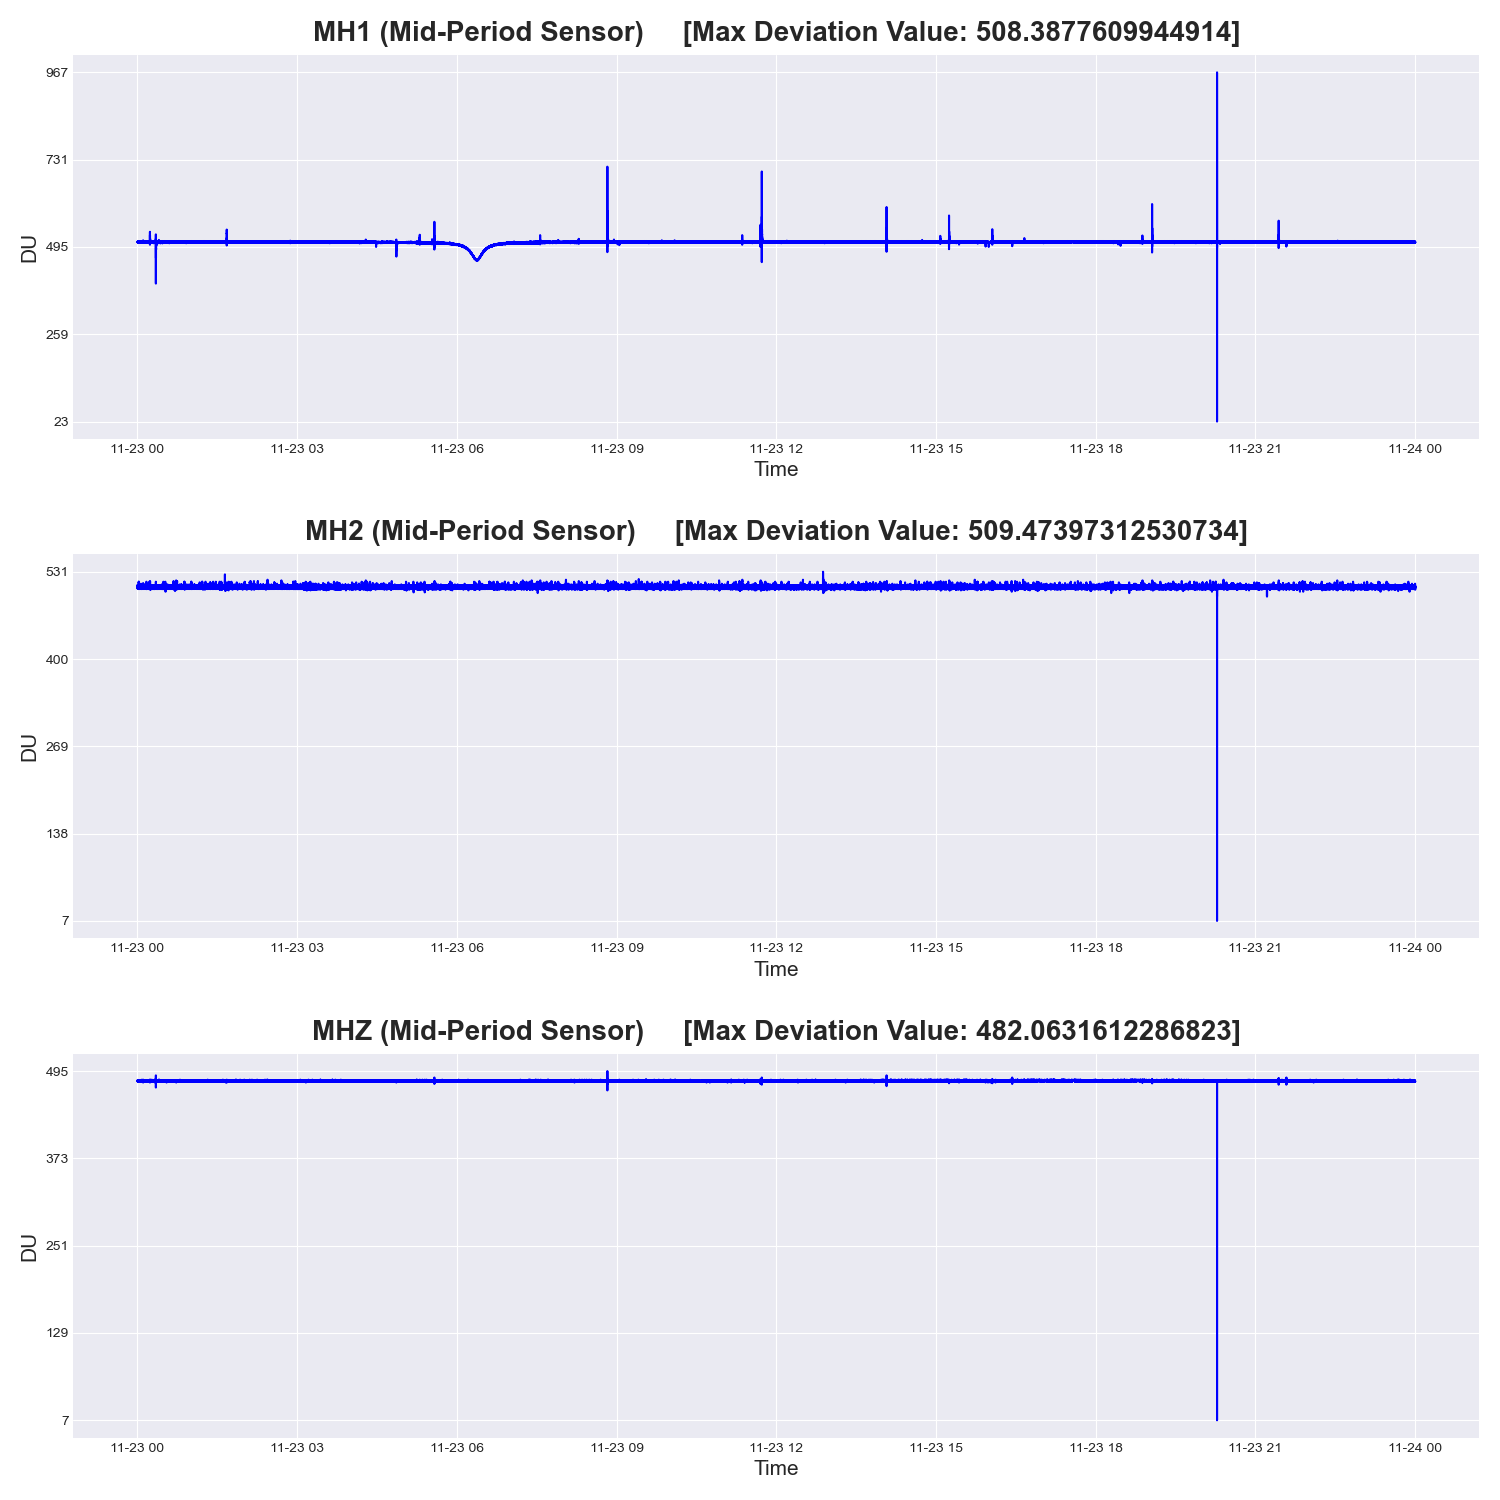 MH1 (Mid-Period Sensor) [Max Deviation Value: 508.3877609944914]
967
731
495
259
23
DU
11-23 00 11-23 03 11-23 06 11-23 09 11-23 12 11-23 15 11-23 18 11-23 21 11-24 00
Time
MH2 (Mid-Period Sensor) [Max Deviation Value: 509.47397312530734]
531
400
269
138
7
DU
11-23 00 11-23 03 11-23 06 11-23 09 11-23 12 11-23 15 11-23 18 11-23 21 11-24 00
Time
MHZ (Mid-Period Sensor) [Max Deviation Value: 482.0631612286823]
495
373
251
129
7
DU
11-23 00 11-23 03 11-23 06 11-23 09 11-23 12 11-23 15 11-23 18 11-23 21 11-24 00
Time